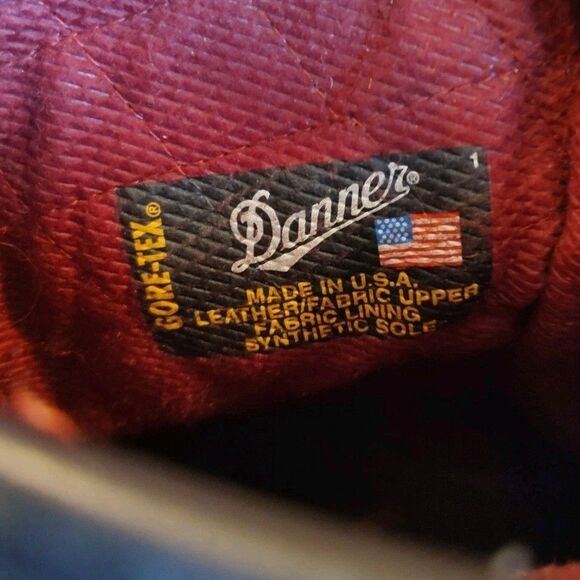 1
Danner®
GORE-TEX®
MADE IN U.S.A.
LEATHER/FABRIC UPPER
FABRIC LINING
SYNTHETIC SOLE